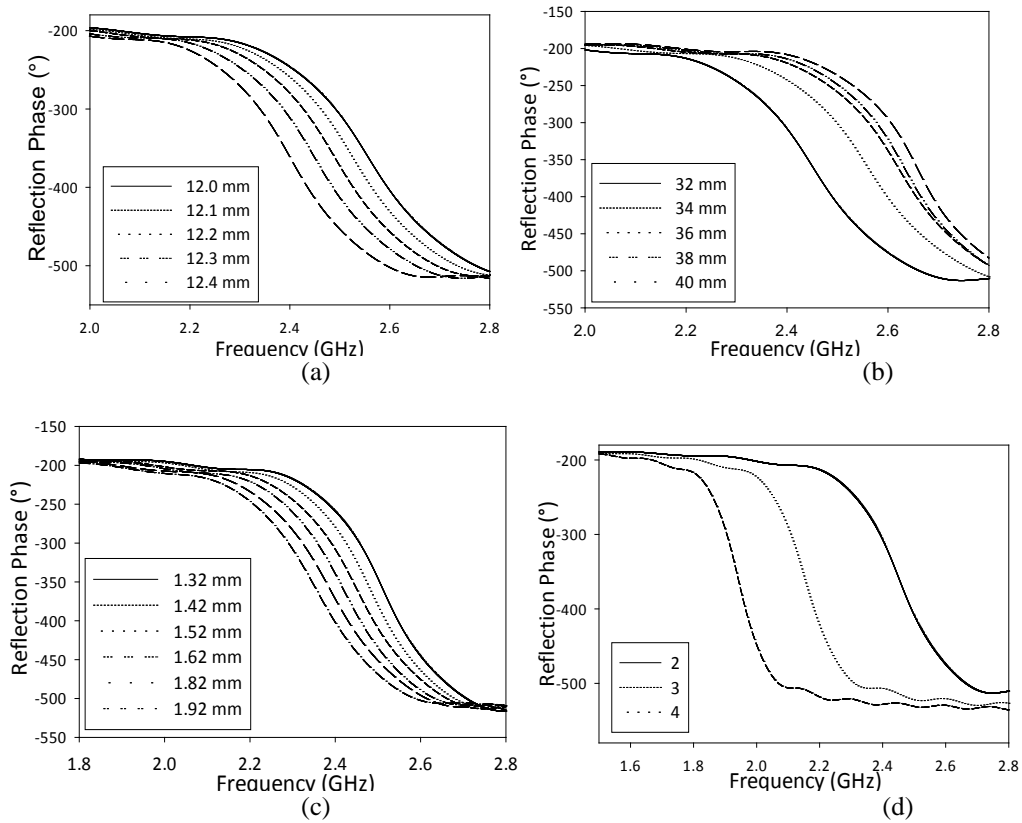 -200
-300
-400
-500
Reflection Phase (°)
12.0 mm
12.1 mm
12.2 mm
12.3 mm
12.4 mm
2.0 2.2 2.4 2.6 2.8
Frequency (GHz)
(a)
-150
-200
-250
-300
-350
-400
-450
-500
-550
Reflection Phase (°)
32 mm
34 mm
36 mm
38 mm
40 mm
2.0 2.2 2.4 2.6 2.8
Frequency (GHz)
(b)
-150
-200
-250
-300
-350
-400
-450
-500
-550
Reflection Phase (°)
1.32 mm
1.42 mm
1.52 mm
1.62 mm
1.82 mm
1.92 mm
1.8 2.0 2.2 2.4 2.6 2.8
Frequency (GHz)
(c)
-200
-300
-400
-500
Reflection Phase (°)
2
3
4
1.6 1.8 2.0 2.2 2.4 2.6 2.8
Frequency (GHz)
(d)